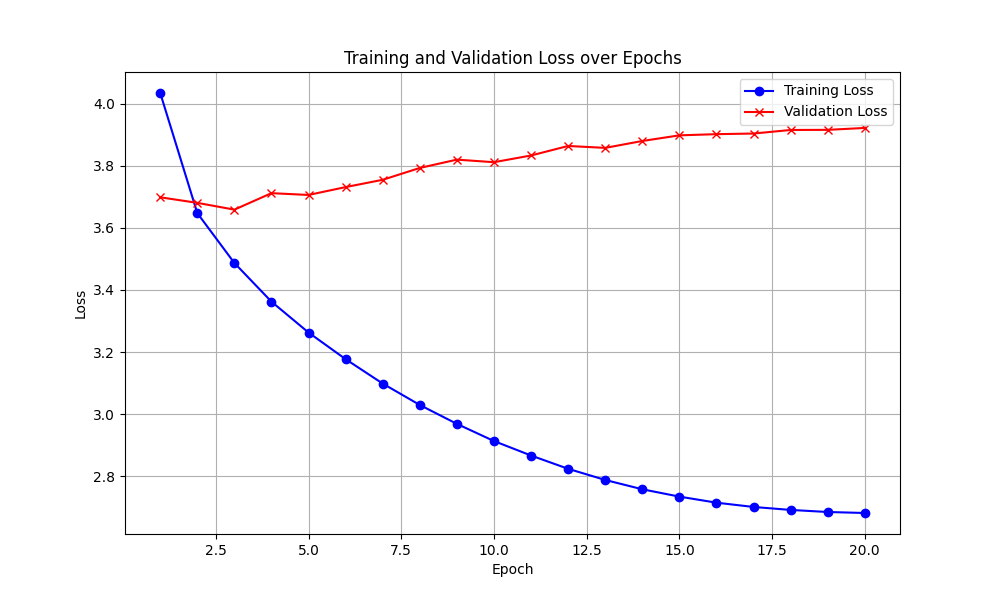 Training and Validation Loss over Epochs
Training Loss
Validation Loss
4.0
3.8
3.6
3.4
3.2
3.0
2.8
Loss
2.5 5.0 7.5 10.0 12.5 15.0 17.5 20.0
Epoch